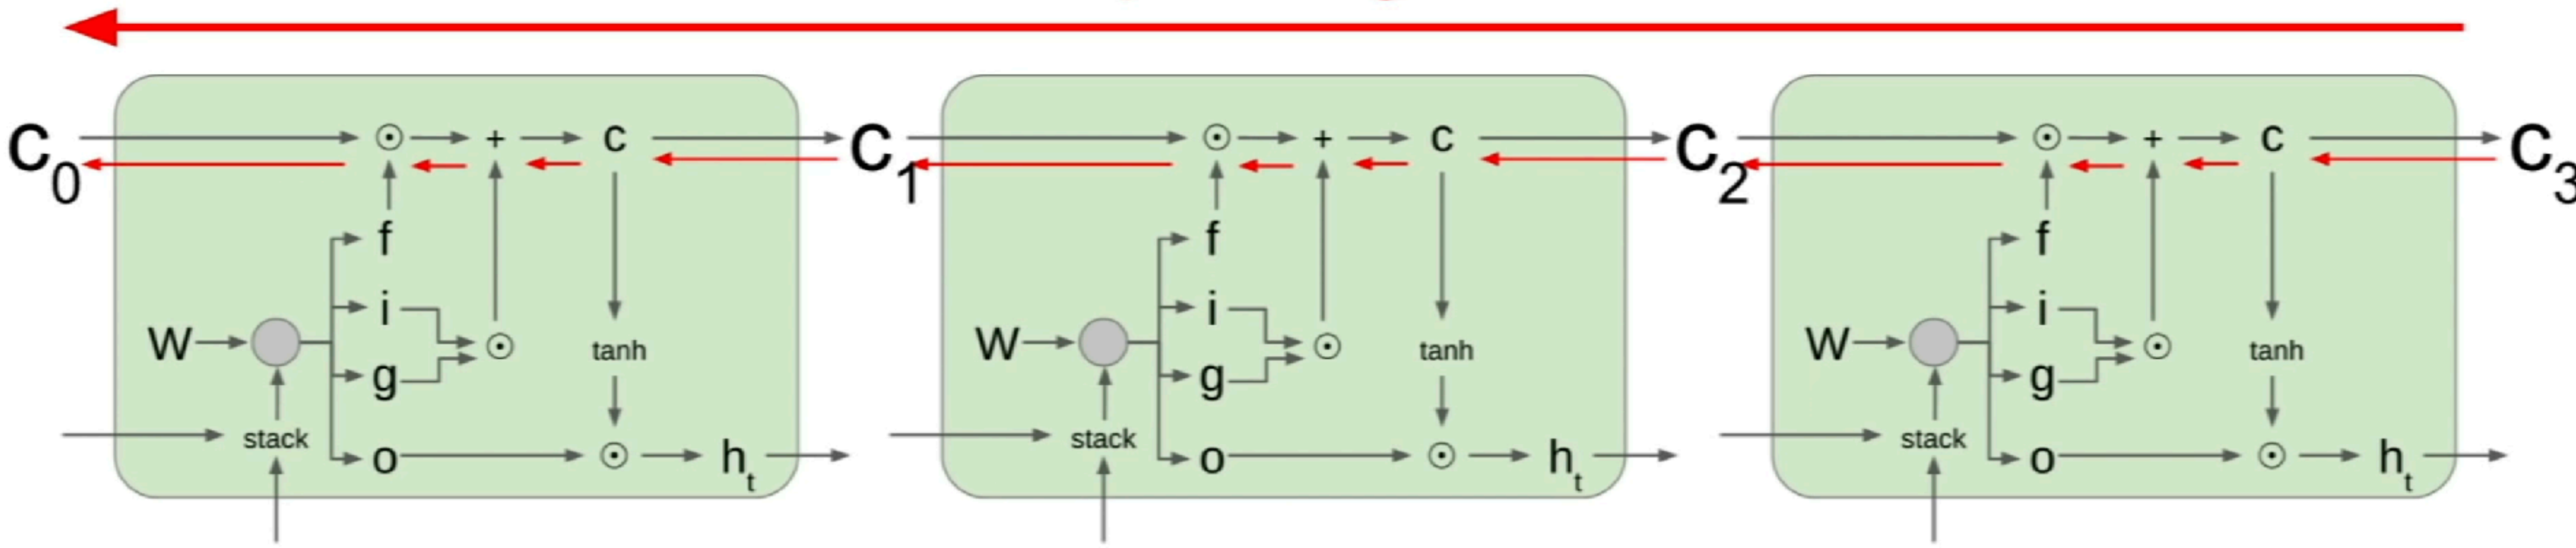 C₀ ⊙ + c C₁ ⊙ + c C₂ ⊙ + c C₃
f f f
i i i
W ⊙ tanh W ⊙ tanh W ⊙ tanh
g g g
stack stack stack
o ⊙ hₜ o ⊙ hₜ o ⊙ hₜ